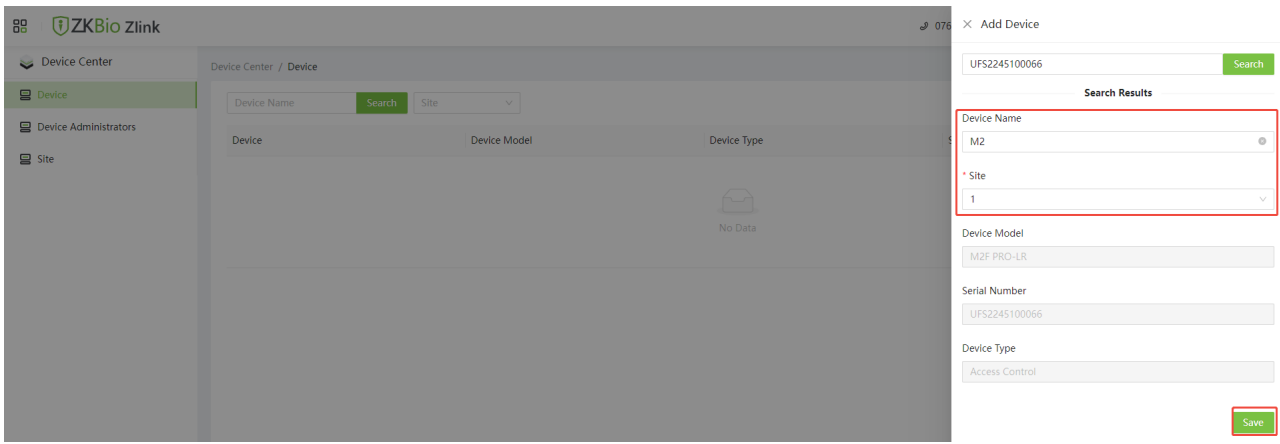 ZKBio Zlink
076
Add Device
Device Center
Device Center / Device
UFS2245100066
Search
Device
Device Name
Search
Site
Search Results
Device Administrators
Device Name
Device
Device Model
Device Type
S
M2
Site
* Site
1
No Data
Device Model
M2F PRO-LR
Serial Number
UFS2245100066
Device Type
Access Control
Save